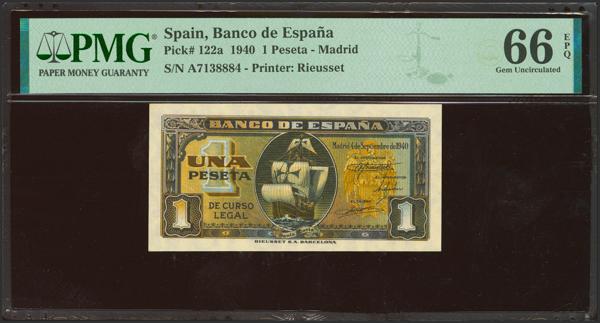 PMG
PAPER MONEY GUARANTY
Spain, Banco de España
Pick# 122a 1940 1 Peseta - Madrid
S/N A7138884 - Printer: Rieusset
66 EPQ
Gem Uncirculated
BANCO DE ESPAÑA
Madrid 4 de Septiembre de 1940
1
UNA
PESETA
DE CURSO
LEGAL
1
1
RIEUSSET S.A. BARCELONA